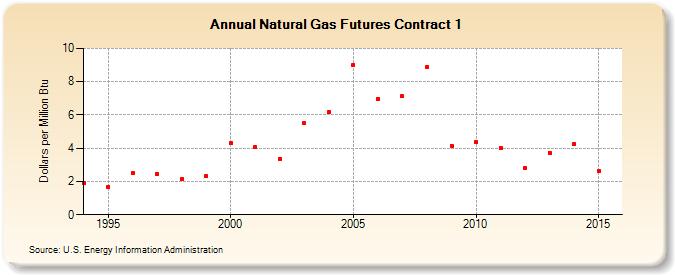 Annual Natural Gas Futures Contract 1
Dollars per Million Btu
10
8
6
4
2
0
1995 2000 2005 2010 2015
Source: U.S. Energy Information Administration